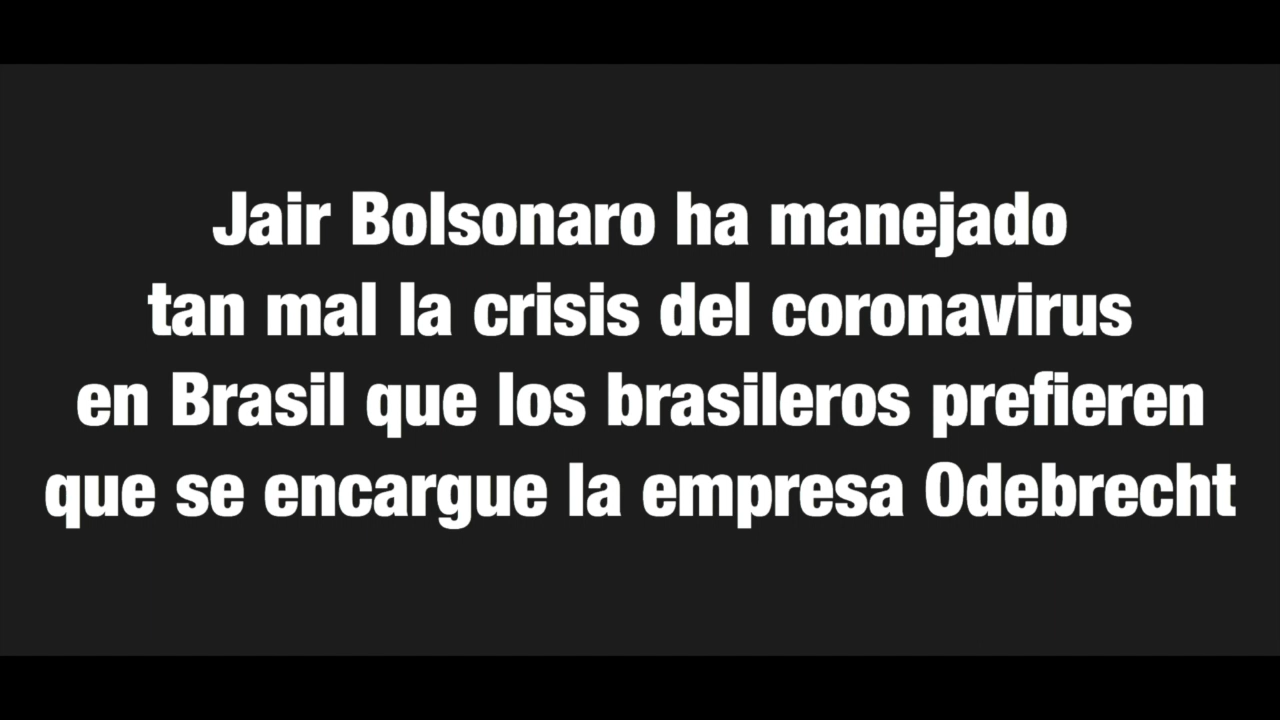 Jair Bolsonaro ha manejado
tan mal la crisis del coronavirus
en Brasil que los brasileros prefieren
que se encargue la empresa Odebrecht